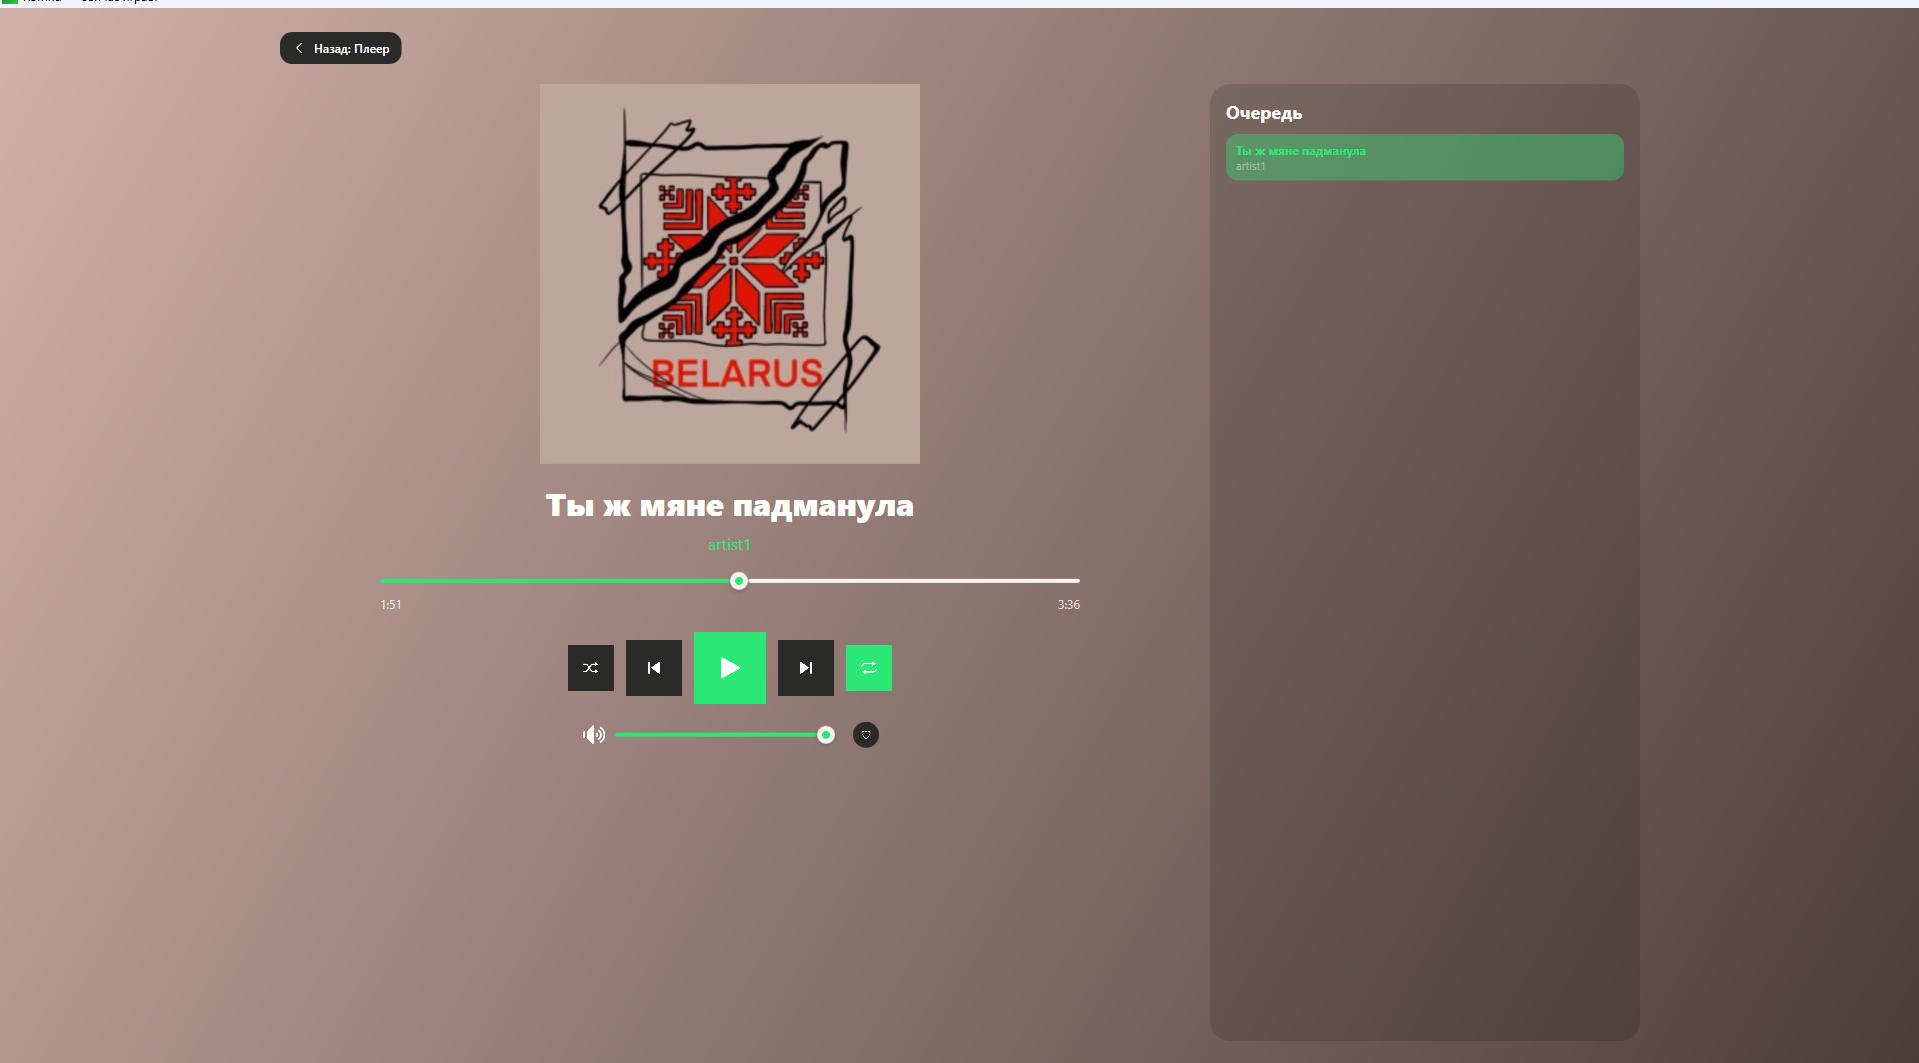 Назад: Плеер
BELARUS
Ты ж мяне падманула
artist1
1:51
3:36
Очередь
Ты ж мяне падманула
artist1